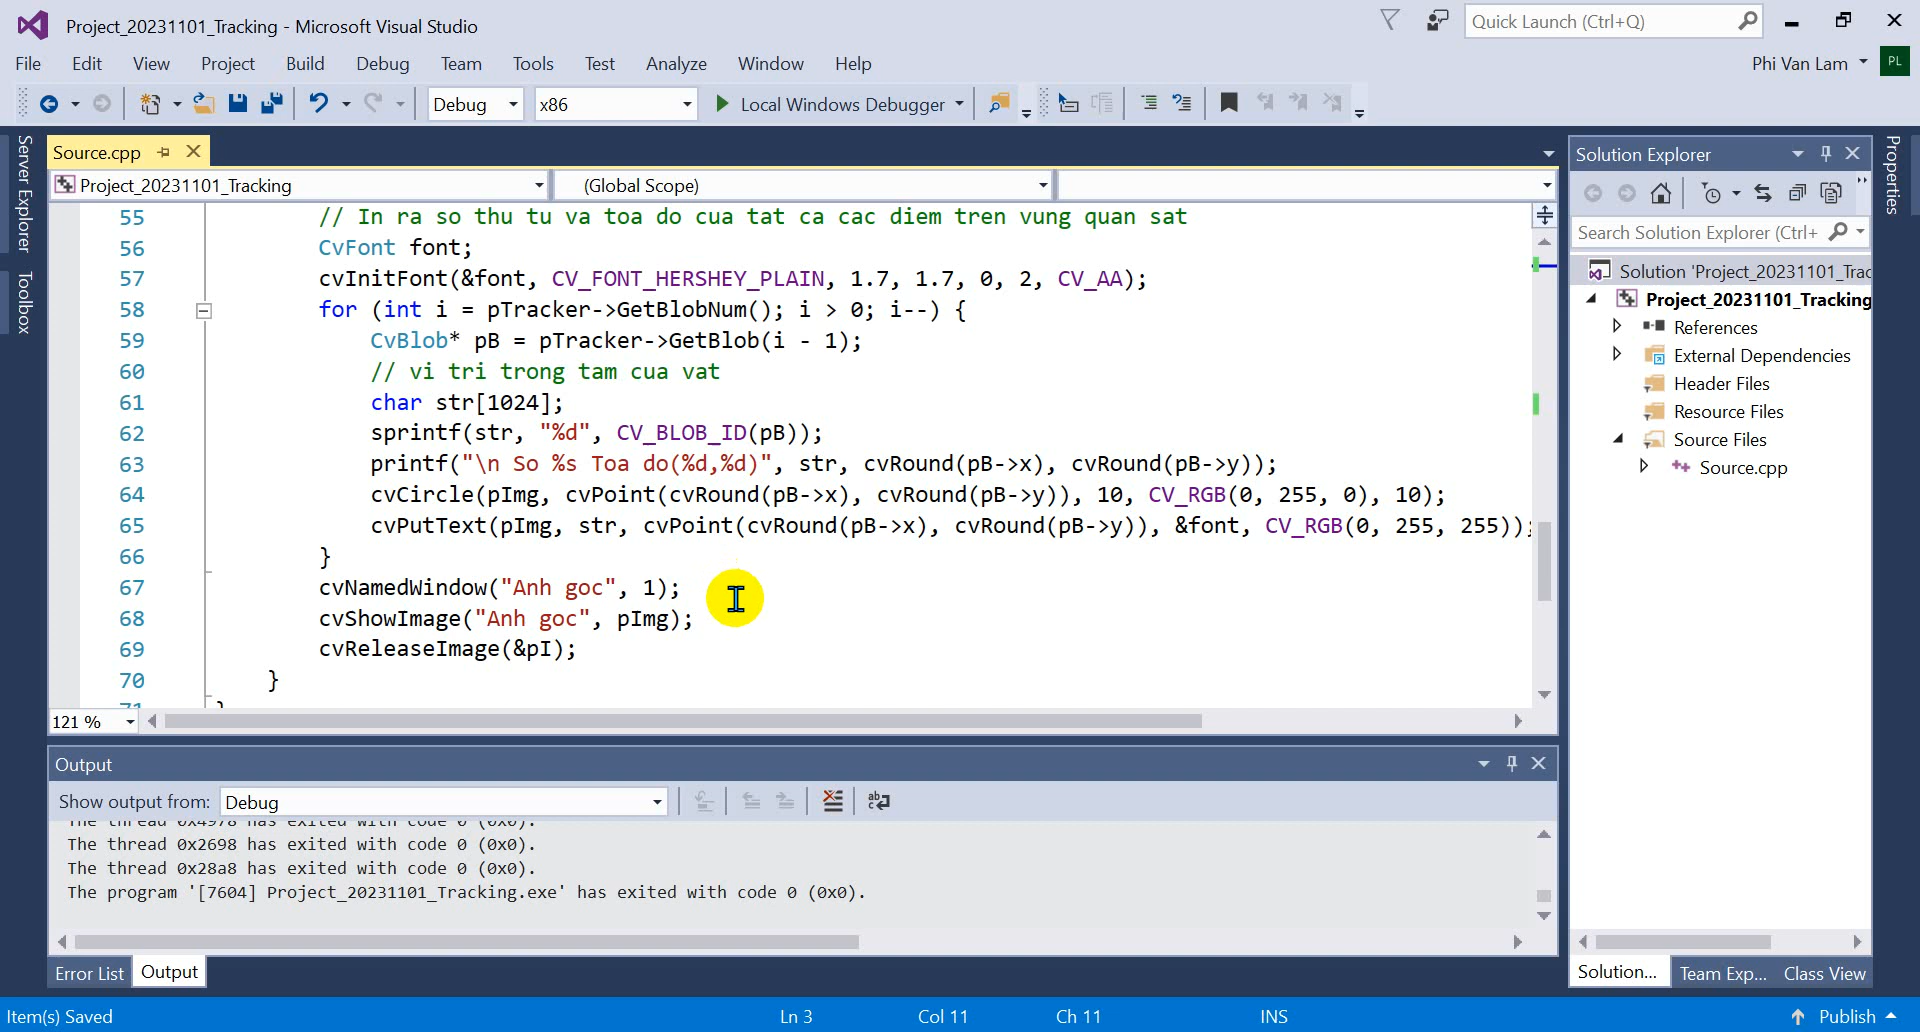 Project_20231101_Tracking - Microsoft Visual Studio
Quick Launch (Ctrl+Q)
File Edit View Project Build Debug Team Tools Test Analyze Window Help
Phi Van Lam PL
Debug x86 Local Windows Debugger
Server Explorer
Toolbox
Source.cpp
Project_20231101_Tracking (Global Scope)
55 // In ra so thu tu va toa do cua tat ca cac diem tren vung quan sat
56 CvFont font;
57 cvInitFont(&font, CV_FONT_HERSHEY_PLAIN, 1.7, 1.7, 0, 2, CV_AA);
58 for (int i = pTracker->GetBlobNum(); i > 0; i--) {
59 CvBlob* pB = pTracker->GetBlob(i - 1);
60 // vi tri trong tam cua vat
61 char str[1024];
62 sprintf(str, "%d", CV_BLOB_ID(pB));
63 printf("\n So %s Toa do(%d,%d)", str, cvRound(pB->x), cvRound(pB->y));
64 cvCircle(pImg, cvPoint(cvRound(pB->x), cvRound(pB->y)), 10, CV_RGB(0, 255, 0), 10);
65 cvPutText(pImg, str, cvPoint(cvRound(pB->x), cvRound(pB->y)), &font, CV_RGB(0, 255, 255));
66 }
67 cvNamedWindow("Anh goc", 1);
68 cvShowImage("Anh goc", pImg);
69 cvReleaseImage(&pI);
70 }
71 }
121 %
Output
Show output from: Debug
The thread 0x4978 has exited with code 0 (0x0).
The thread 0x2698 has exited with code 0 (0x0).
The thread 0x28a8 has exited with code 0 (0x0).
The program '[7604] Project_20231101_Tracking.exe' has exited with code 0 (0x0).
Error List Output
Solution Explorer
Search Solution Explorer (Ctrl+
Solution 'Project_20231101_Trac
Project_20231101_Tracking
References
External Dependencies
Header Files
Resource Files
Source Files
Source.cpp
Solution... Team Exp... Class View
Properties
Item(s) Saved Ln 3 Col 11 Ch 11 INS Publish